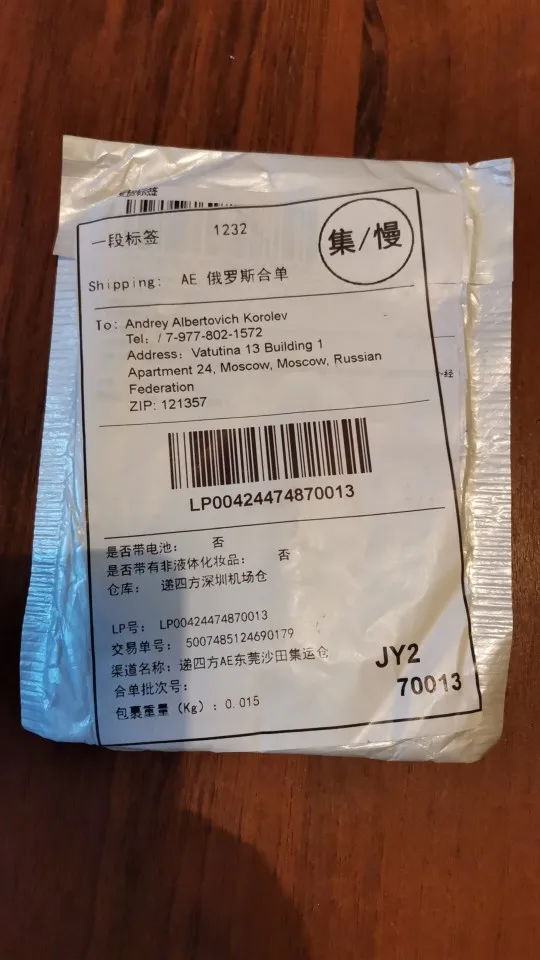 一段标签 1232
集/慢
Shipping: AE 俄罗斯合单
To: Andrey Albertovich Korolev
Tel: / 7-977-802-1572
Address: Vatutina 13 Building 1
Apartment 24, Moscow, Moscow, Russian
Federation
ZIP: 121357
LP00424474870013
是否带电池: 否
是否带有非液体化妆品: 否
仓库: 递四方深圳机场仓
LP号: LP00424474870013
交易单号: 5007485124690179
渠道名称: 递四方AE东莞沙田集运仓
合单批次号:
包裹重量 (Kg) : 0.015
JY2
70013